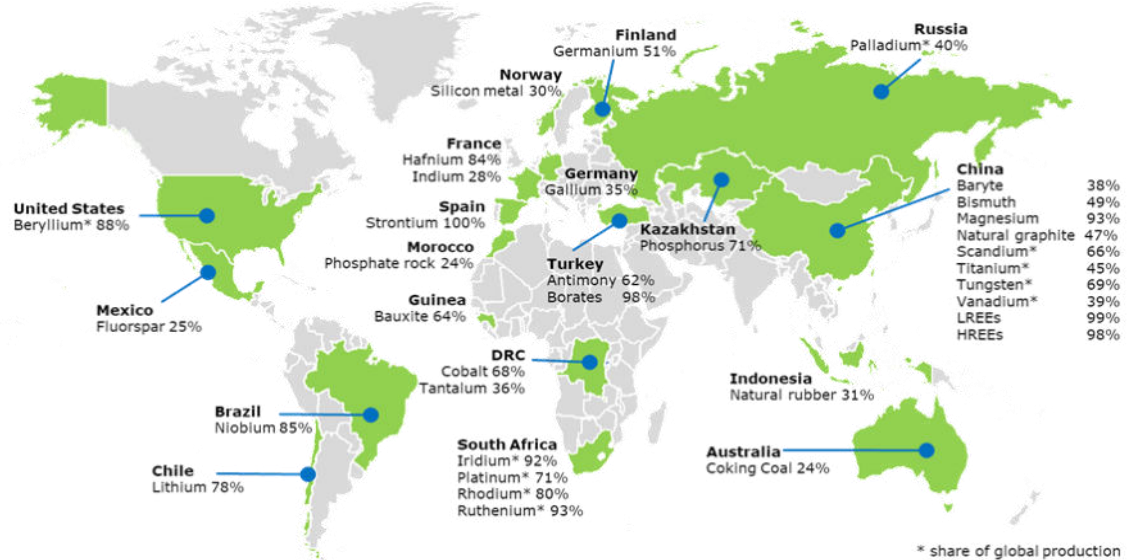 Finland
Germanium 51%
Russia
Palladium* 40%
Norway
Silicon metal 30%
France
Hafnium 84%
Indium 28%
Germany
Gallium 35%
China
Baryte 38%
Bismuth 49%
Magnesium 93%
Natural graphite 47%
Scandium* 66%
Titanium* 45%
Tungsten* 69%
Vanadium* 39%
LREEs 99%
HREEs 98%
United States
Beryllium* 88%
Spain
Strontium 100%
Kazakhstan
Phosphorus 71%
Morocco
Phosphate rock 24%
Turkey
Antimony 62%
Borates 98%
Mexico
Fluorspar 25%
Guinea
Bauxite 64%
DRC
Cobalt 68%
Tantalum 36%
Indonesia
Natural rubber 31%
Brazil
Niobium 85%
South Africa
Iridium* 92%
Platinum* 71%
Rhodium* 80%
Ruthenium* 93%
Australia
Coking Coal 24%
Chile
Lithium 78%
* share of global production